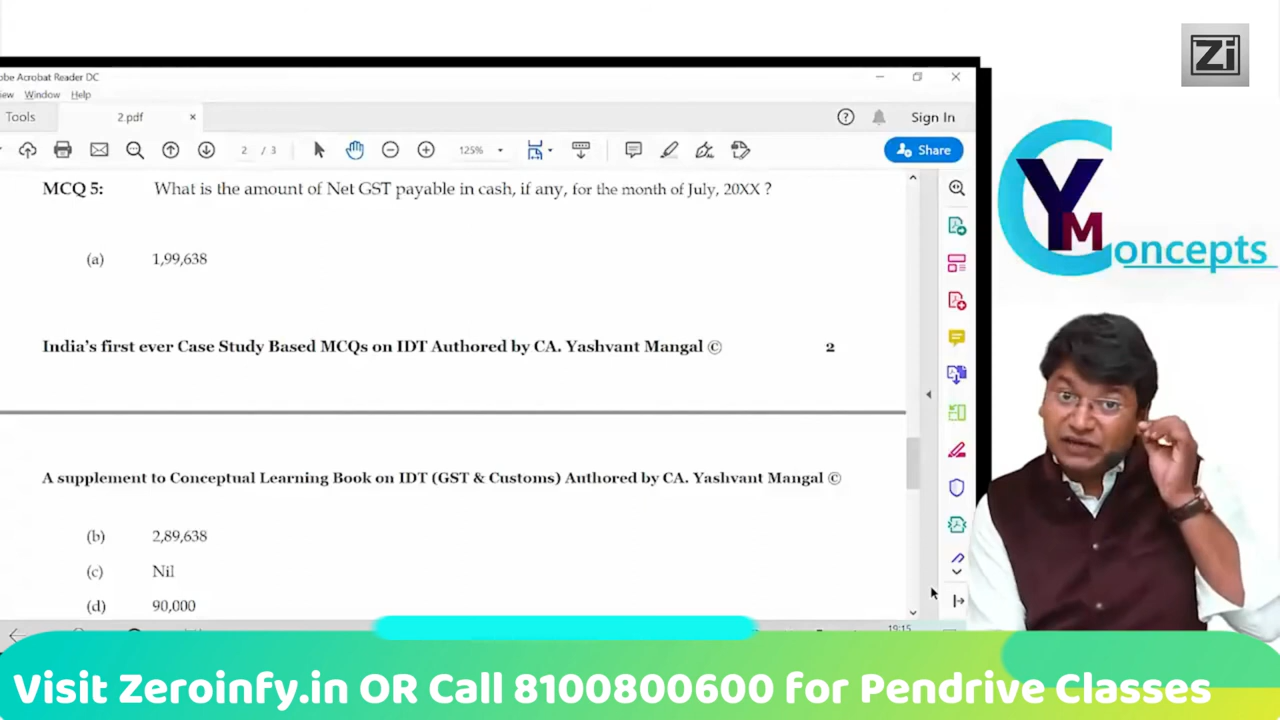 Zi
obe Acrobat Reader DC
iew Window Help
Tools 2.pdf × Sign In
2 / 3 125% Share
MCQ 5: What is the amount of Net GST payable in cash, if any, for the month of July, 20XX ?
(a) 1,99,638
India's first ever Case Study Based MCQs on IDT Authored by CA. Yashvant Mangal © 2
A supplement to Conceptual Learning Book on IDT (GST & Customs) Authored by CA. Yashvant Mangal ©
(b) 2,89,638
(c) Nil
(d) 90,000
19:15
CYM
oncepts
Visit Zeroinfy.in OR Call 8100800600 for Pendrive Classes